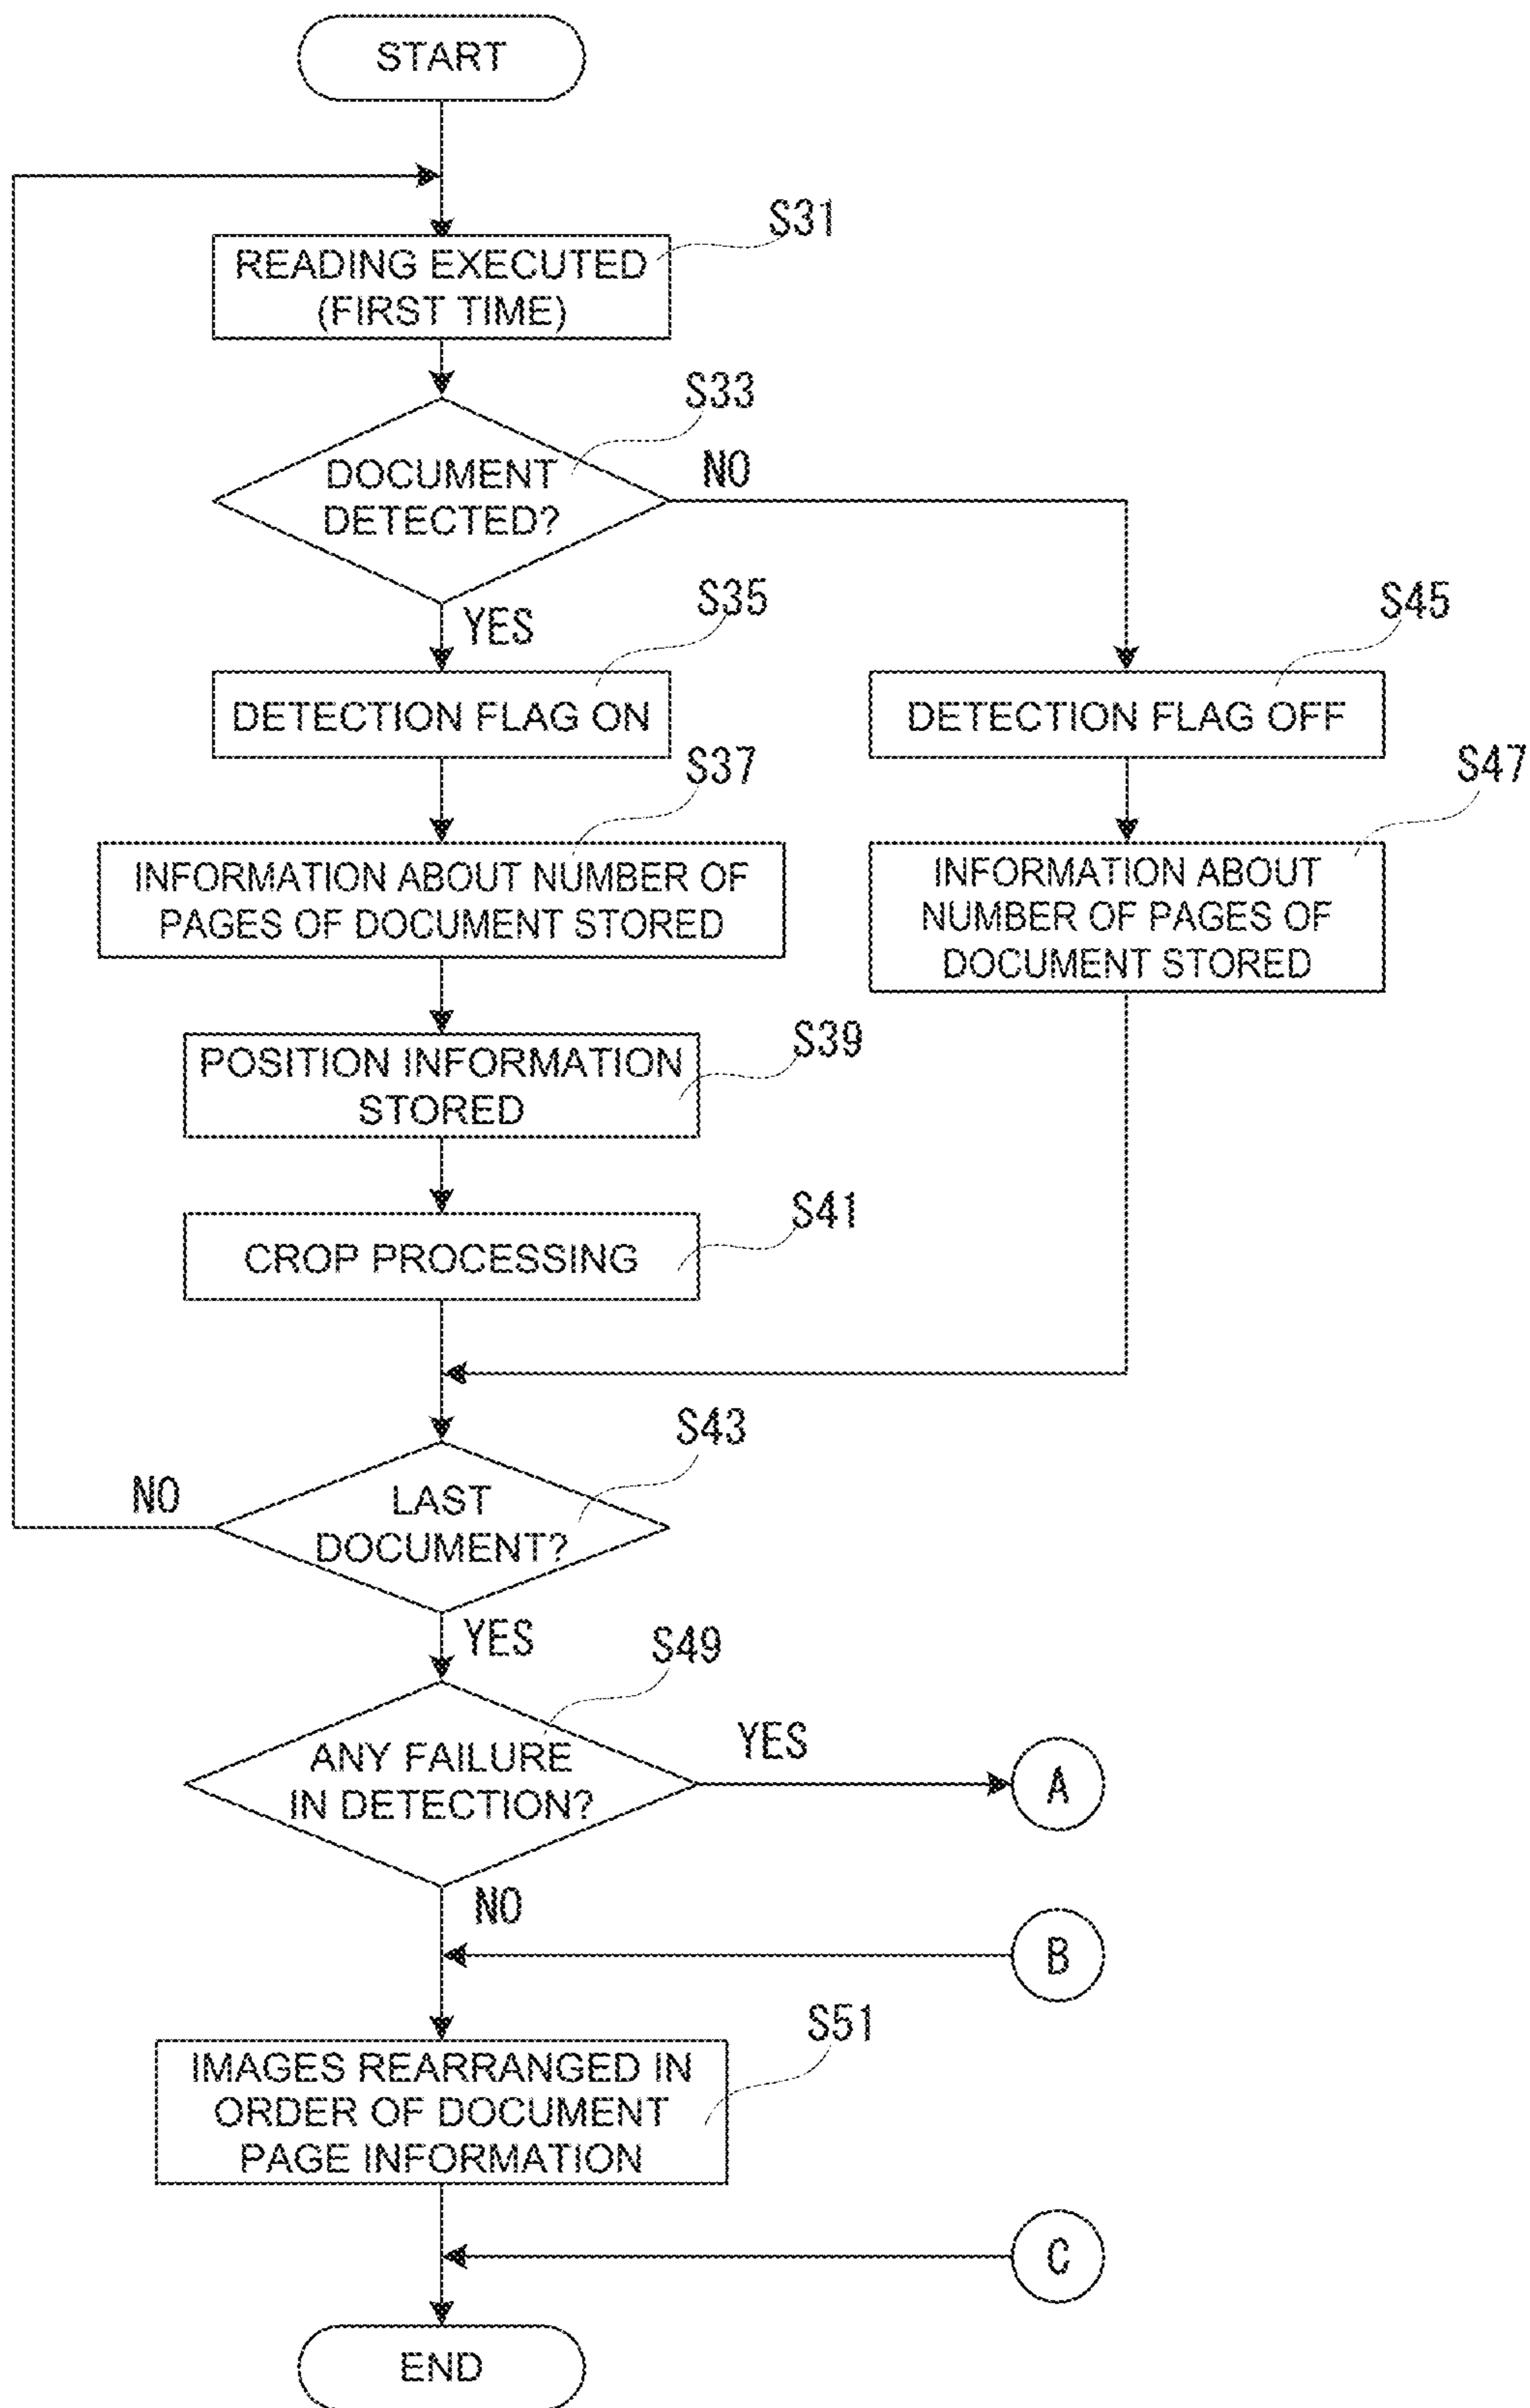 START
S31
READING EXECUTED
(FIRST TIME)
S33
DOCUMENT
DETECTED?
NO
YES
S35
DETECTION FLAG ON
S45
DETECTION FLAG OFF
S37
INFORMATION ABOUT NUMBER OF
PAGES OF DOCUMENT STORED
S47
INFORMATION ABOUT
NUMBER OF PAGES OF
DOCUMENT STORED
S39
POSITION INFORMATION
STORED
S41
CROP PROCESSING
S43
LAST
DOCUMENT?
NO
YES
S49
ANY FAILURE
IN DETECTION?
YES
A
NO
B
S51
IMAGES REARRANGED IN
ORDER OF DOCUMENT
PAGE INFORMATION
C
END